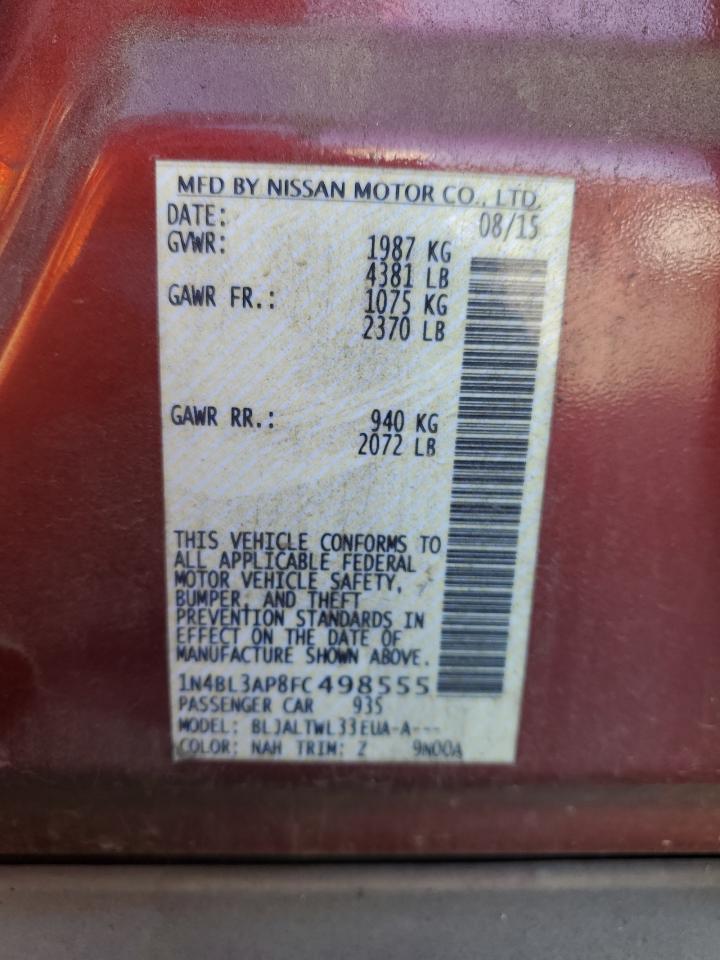 MFD BY NISSAN MOTOR CO., LTD.
DATE: 08/15
GVWR: 1987 KG
4381 LB
GAWR FR.: 1075 KG
2370 LB
GAWR RR.: 940 KG
2072 LB
THIS VEHICLE CONFORMS TO
ALL APPLICABLE FEDERAL
MOTOR VEHICLE SAFETY,
BUMPER, AND THEFT
PREVENTION STANDARDS IN
EFFECT ON THE DATE OF
MANUFACTURE SHOWN ABOVE.
1N4BL3AP8FC498555
PASSENGER CAR 935
MODEL: BLJALTWL33EUA-A---
COLOR: NAH TRIM: Z 9N00A